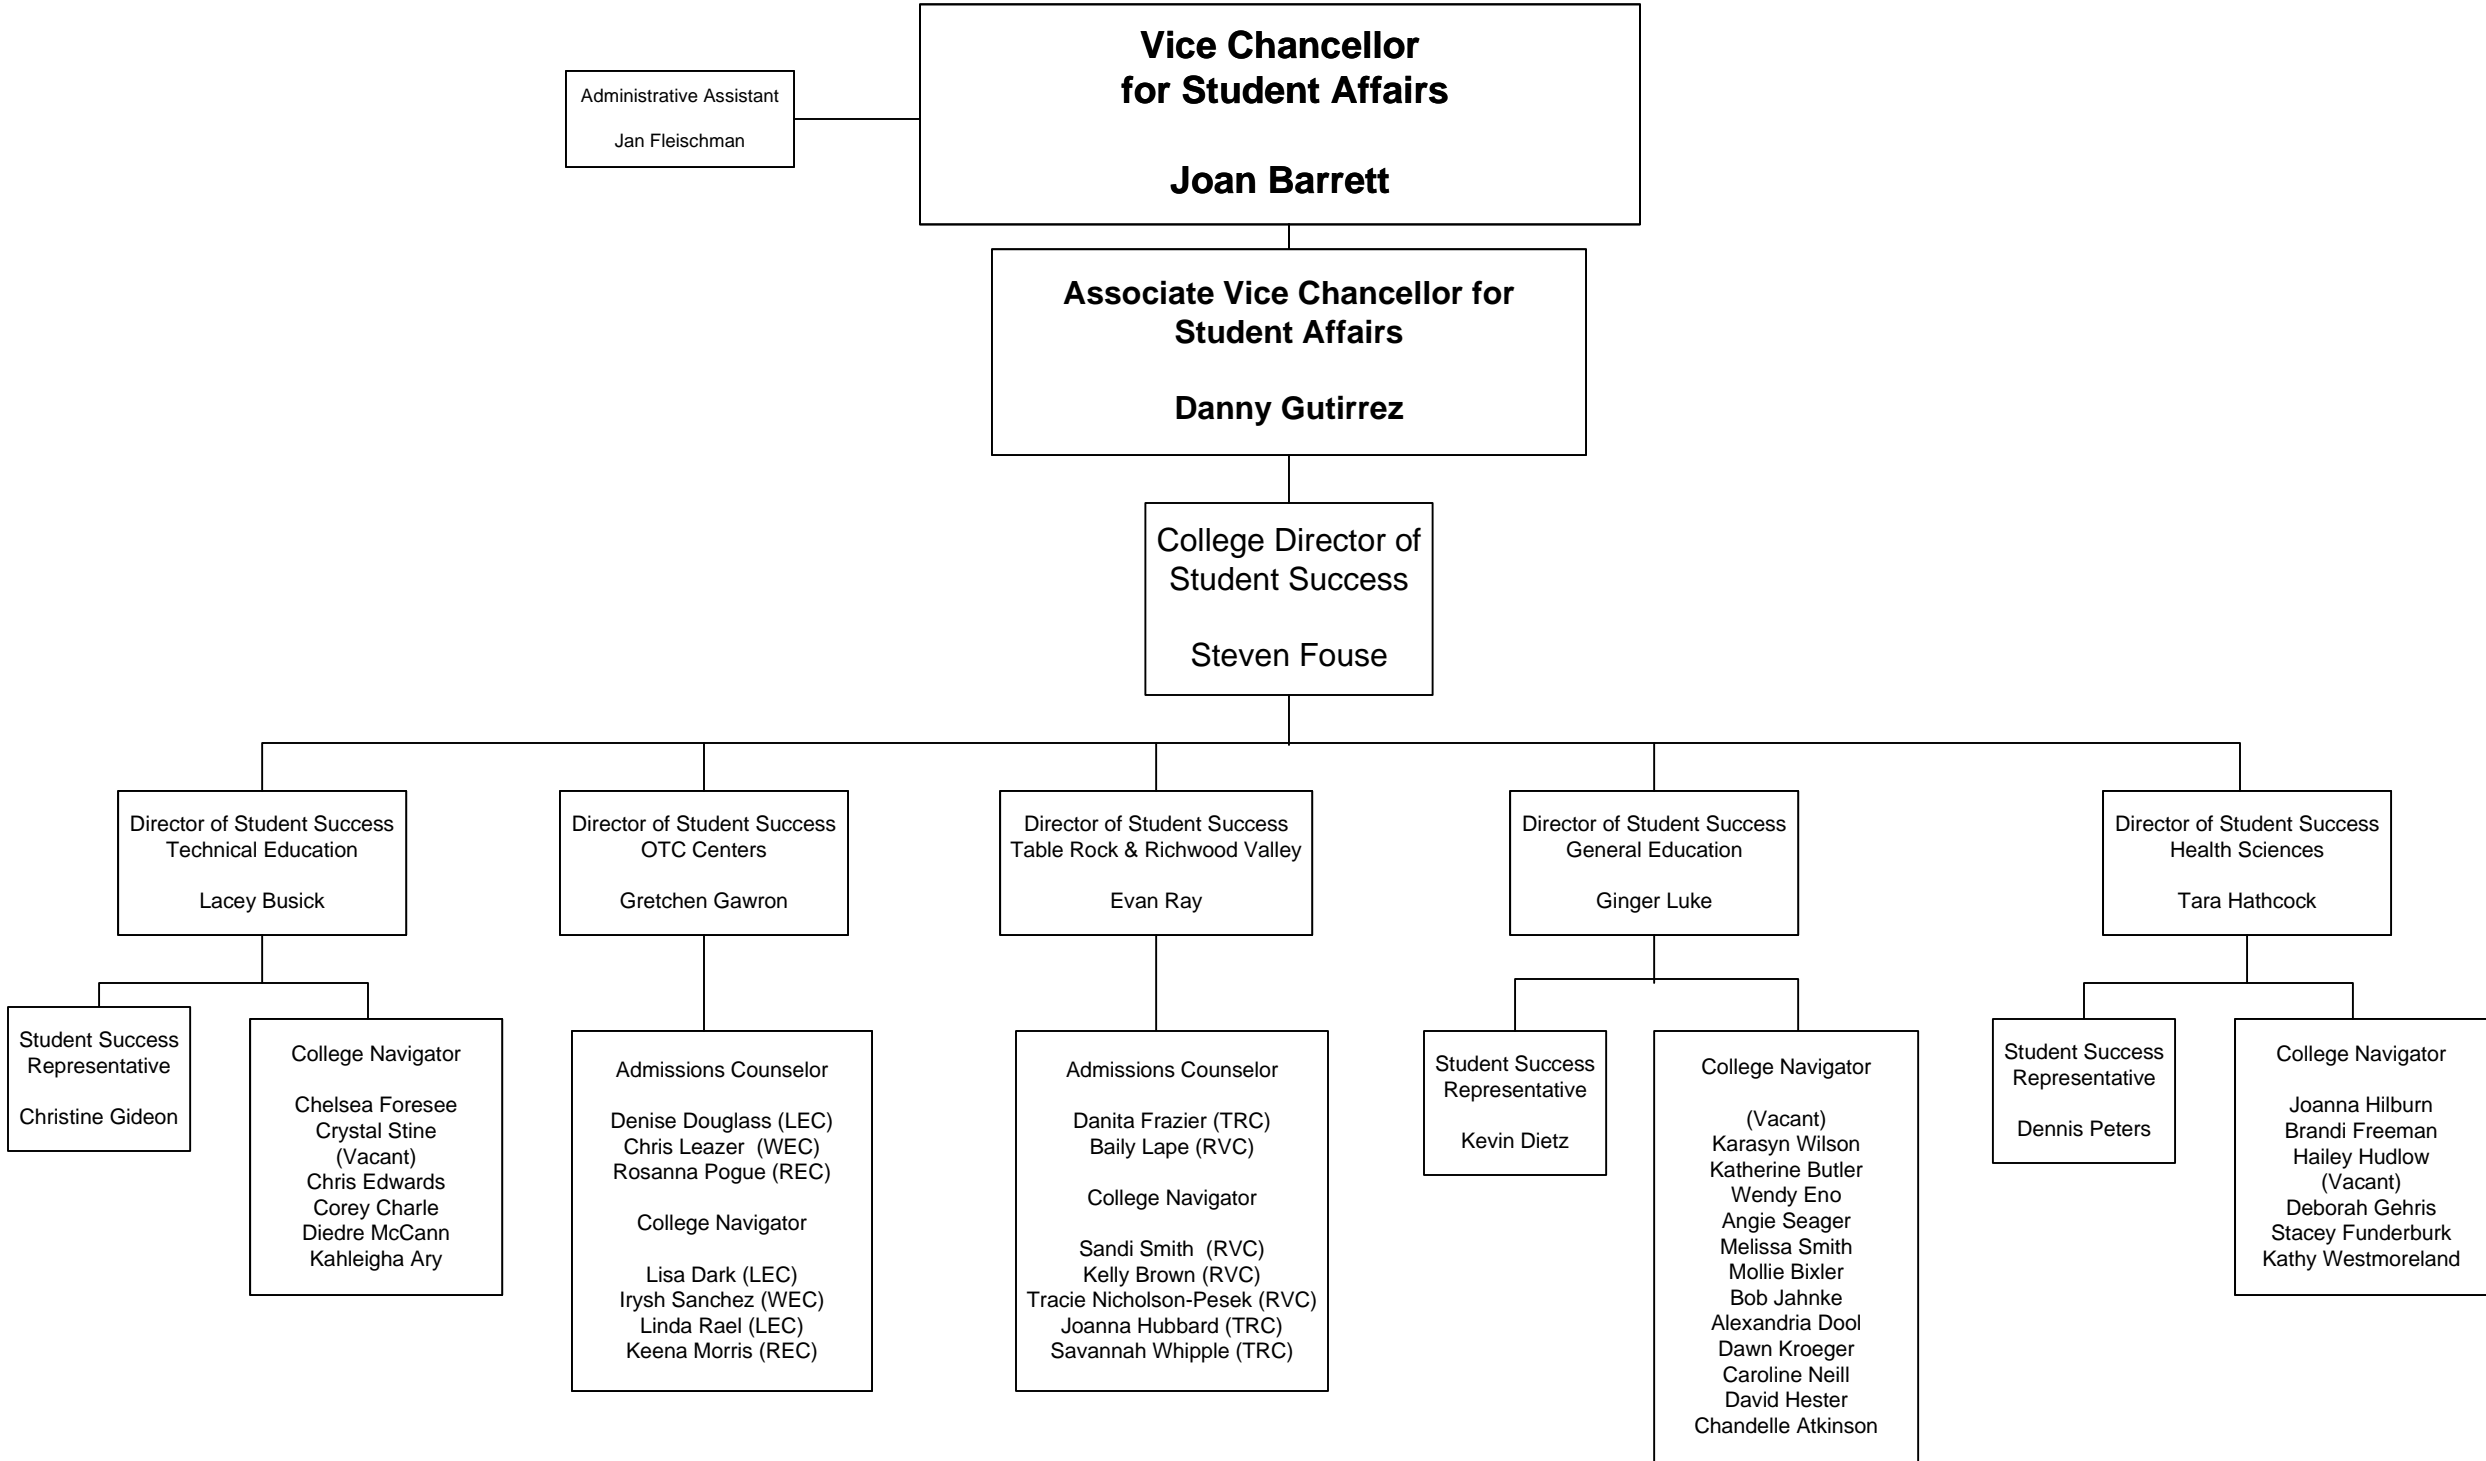 Vice Chancellor
for Student Affairs
Joan Barrett
Administrative Assistant
Jan Fleischman
Associate Vice Chancellor for
Student Affairs
Danny Gutirrez
College Director of
Student Success
Steven Fouse
Director of Student Success
Technical Education
Lacey Busick
Director of Student Success
OTC Centers
Gretchen Gawron
Director of Student Success
Table Rock & Richwood Valley
Evan Ray
Director of Student Success
General Education
Ginger Luke
Director of Student Success
Health Sciences
Tara Hathcock
Student Success
Representative
Christine Gideon
College Navigator
Chelsea Foresee
Crystal Stine
(Vacant)
Chris Edwards
Corey Charle
Diedre McCann
Kahleigha Ary
Admissions Counselor
Denise Douglass (LEC)
Chris Leazer  (WEC)
Rosanna Pogue (REC)
College Navigator
Lisa Dark (LEC)
Irysh Sanchez (WEC)
Linda Rael (LEC)
Keena Morris (REC)
Admissions Counselor
Danita Frazier (TRC)
Baily Lape (RVC)
College Navigator
Sandi Smith  (RVC)
Kelly Brown (RVC)
Tracie Nicholson-Pesek (RVC)
Joanna Hubbard (TRC)
Savannah Whipple (TRC)
Student Success
Representative
Kevin Dietz
College Navigator
(Vacant)
Karasyn Wilson
Katherine Butler
Wendy Eno
Angie Seager
Melissa Smith
Mollie Bixler
Bob Jahnke
Alexandria Dool
Dawn Kroeger
Caroline Neill
David Hester
Chandelle Atkinson
Student Success
Representative
Dennis Peters
College Navigator
Joanna Hilburn
Brandi Freeman
Hailey Hudlow
(Vacant)
Deborah Gehris
Stacey Funderburk
Kathy Westmoreland